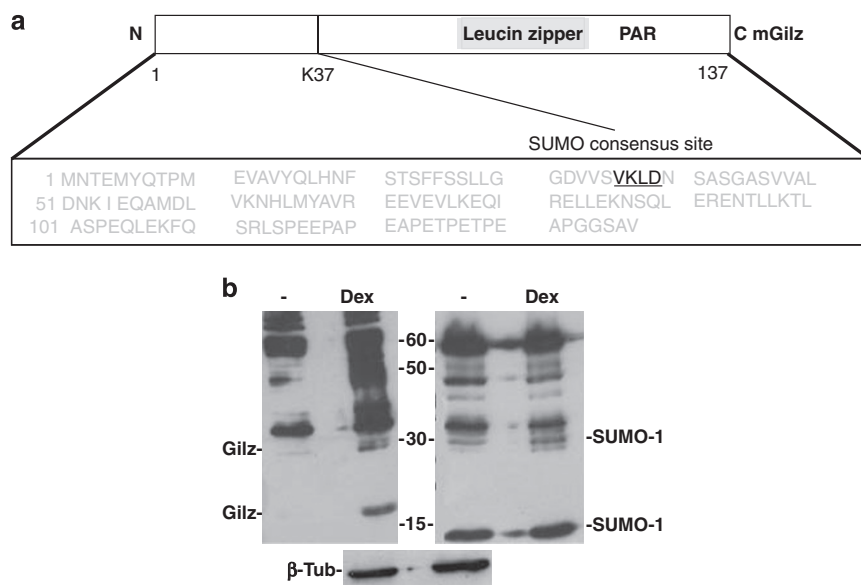 a
N Leucin zipper PAR C mGilz
1 K37 137
SUMO consensus site
1 MNTEMYQTPM EVAVYQLHNF STSFFSSLLG GDVVSVKLDN SASGASVVAL
51 DNK I EQAMDL VKNHLMYAVR EEVEVLKEQI RELLEKNSQL ERENTLLKTL
101 ASPEQLEKFQ SRLSPEEPAP EAPETPETPE APGGSAV
b
- Dex - Dex
-60-
-50-
Gilz- -30- -SUMO-1
Gilz- -15- -SUMO-1
β-Tub-